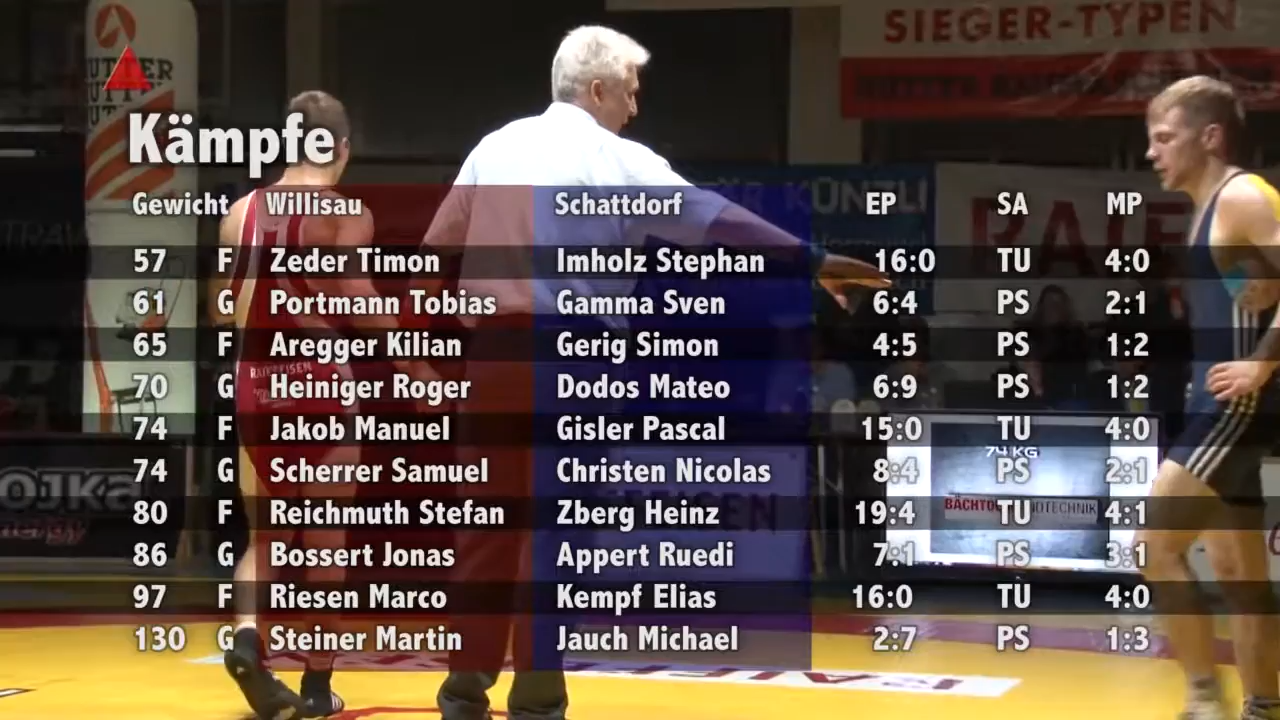 SIEGER-TYPEN
UTTER
Kämpfe
KÜNZLI
Gewicht Willisau Schattdorf EP SA MP
57 F Zeder Timon Imholz Stephan 16:0 TU 4:0
61 G Portmann Tobias Gamma Sven 6:4 PS 2:1
65 F Aregger Kilian Gerig Simon 4:5 PS 1:2
70 G Heiniger Roger Dodos Mateo 6:9 PS 1:2
74 F Jakob Manuel Gisler Pascal 15:0 TU 4:0
74 KG
74 G Scherrer Samuel Christen Nicolas 8:4 PS 2:1
80 F Reichmuth Stefan Zberg Heinz 19:4 TU 4:1
86 G Bossert Jonas Appert Ruedi 7:1 PS 3:1
97 F Riesen Marco Kempf Elias 16:0 TU 4:0
130 G Steiner Martin Jauch Michael 2:7 PS 1:3